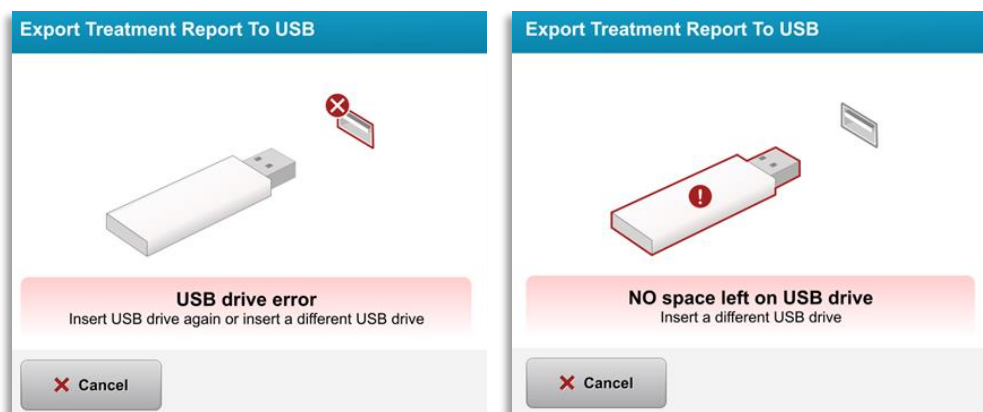 Export Treatment Report To USB
USB drive error
Insert USB drive again or insert a different USB drive
Cancel
Export Treatment Report To USB
NO space left on USB drive
Insert a different USB drive
Cancel